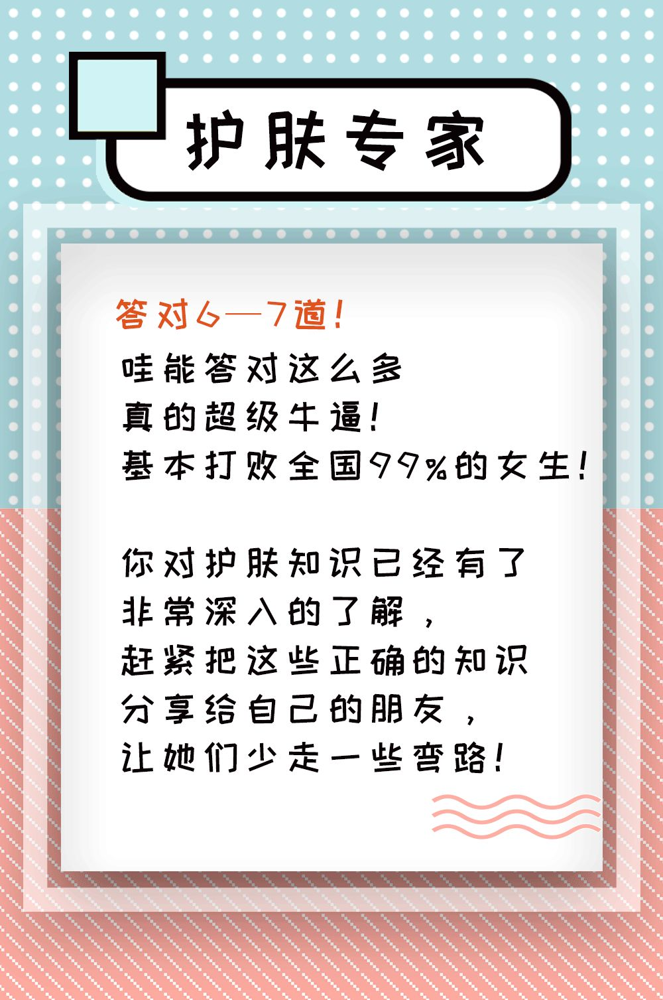 护肤专家
答对6—7道!
哇能答对这么多
真的超级牛逼!
基本打败全国99%的女生!
你对护肤知识已经有了
非常深入的了解，
赶紧把这些正确的知识
分享给自己的朋友，
让她们少走一些弯路!